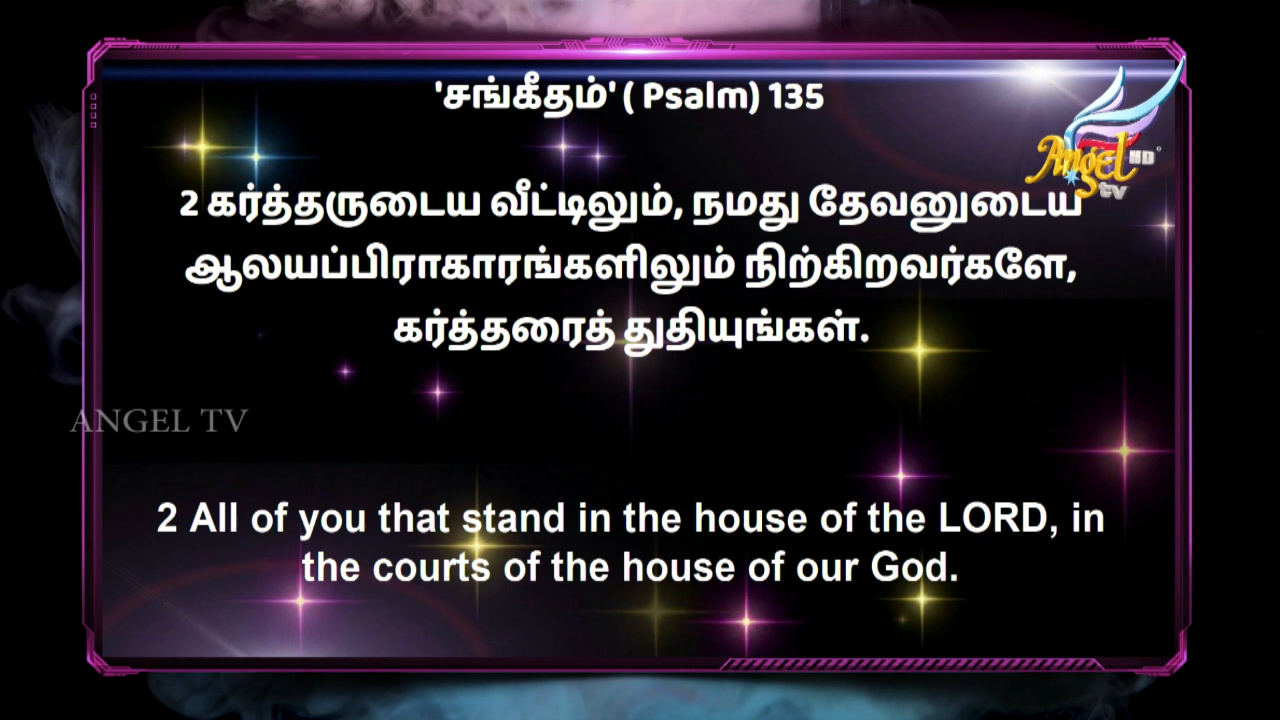 'சங்கீதம்' ( Psalm) 135
Angel HD
tv
2 கர்த்தருடைய வீட்டிலும், நமது தேவனுடைய
ஆலயப்பிராகாரங்களிலும் நிற்கிறவர்களே,
கர்த்தரைத் துதியுங்கள்.
ANGEL TV
2 All of you that stand in the house of the LORD, in
the courts of the house of our God.